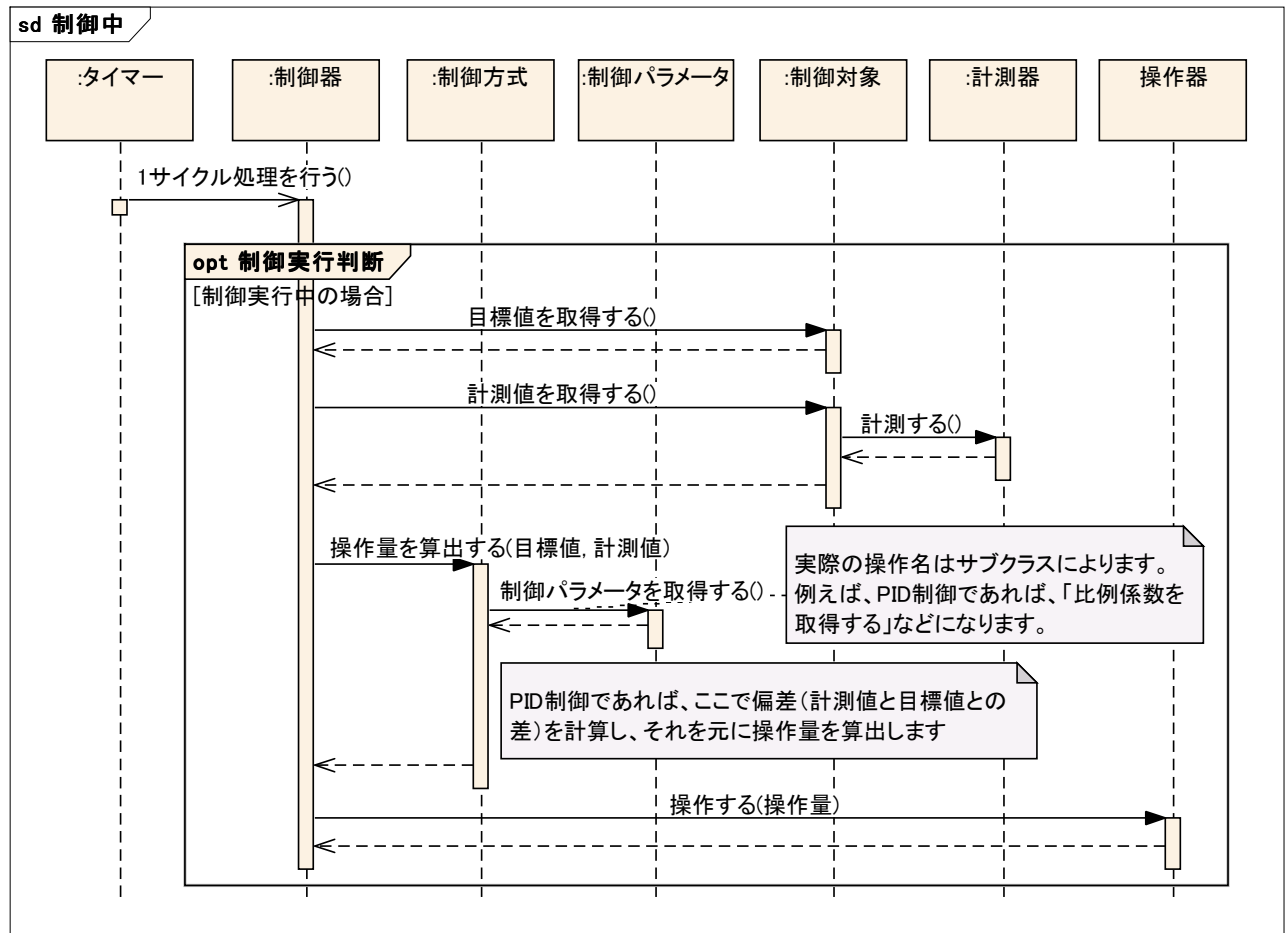 sd 制御中
:タイマー
:制御器
:制御方式
:制御パラメータ
:制御対象
:計測器
操作器
1サイクル処理を行う()
opt 制御実行判断
[制御実行中の場合]
目標値を取得する()
計測値を取得する()
計測する()
操作量を算出する(目標値, 計測値)
制御パラメータを取得する()
実際の操作名はサブクラスによります。
例えば、PID制御であれば、「比例係数を
取得する」などになります。
PID制御であれば、ここで偏差(計測値と目標値との
差)を計算し、それを元に操作量を算出します
操作する(操作量)